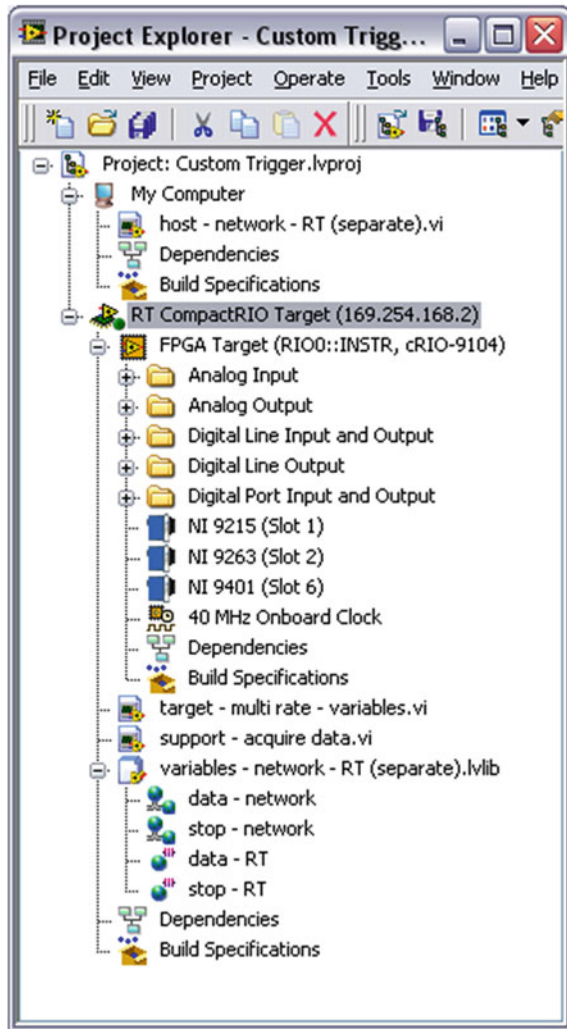 Project Explorer - Custom Trigg...
File Edit View Project Operate Tools Window Help
Project: Custom Trigger.lvproj
My Computer
host - network - RT (separate).vi
Dependencies
Build Specifications
RT CompactRIO Target (169.254.168.2)
FPGA Target (RIO0::INSTR, cRIO-9104)
Analog Input
Analog Output
Digital Line Input and Output
Digital Line Output
Digital Port Input and Output
NI 9215 (Slot 1)
NI 9263 (Slot 2)
NI 9401 (Slot 6)
40 MHz Onboard Clock
Dependencies
Build Specifications
target - multi rate - variables.vi
support - acquire data.vi
variables - network - RT (separate).lvlib
data - network
stop - network
data - RT
stop - RT
Dependencies
Build Specifications